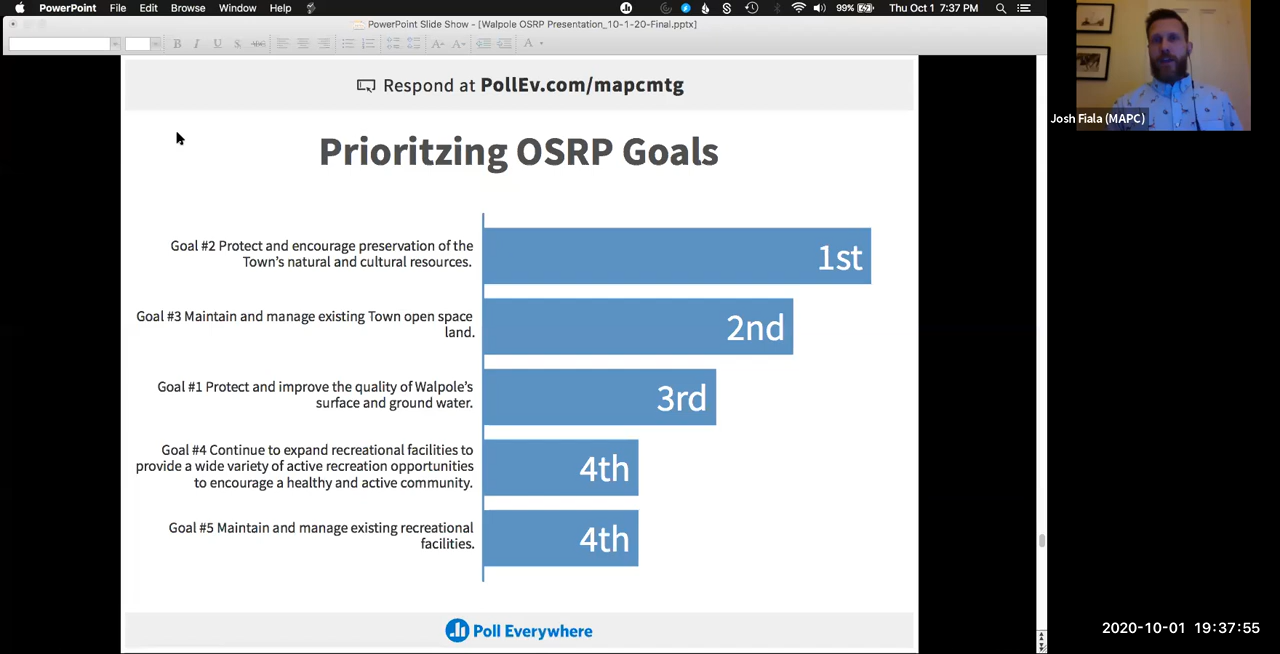 PowerPoint File Edit Browse Window Help 99% Thu Oct 1 7:37 PM
PowerPoint Slide Show - [Walpole OSRP Presentation_10-1-20-Final.pptx]
B I U S ABC A A A
Respond at PollEv.com/mapcmtg
Josh Fiala (MAPC)
Prioritzing OSRP Goals
Goal #2 Protect and encourage preservation of the
Town's natural and cultural resources.
1st
Goal #3 Maintain and manage existing Town open space
land.
2nd
Goal #1 Protect and improve the quality of Walpole's
surface and ground water.
3rd
Goal #4 Continue to expand recreational facilities to
provide a wide variety of active recreation opportunities
to encourage a healthy and active community.
4th
Goal #5 Maintain and manage existing recreational
facilities.
4th
Poll Everywhere
2020-10-01 19:37:55